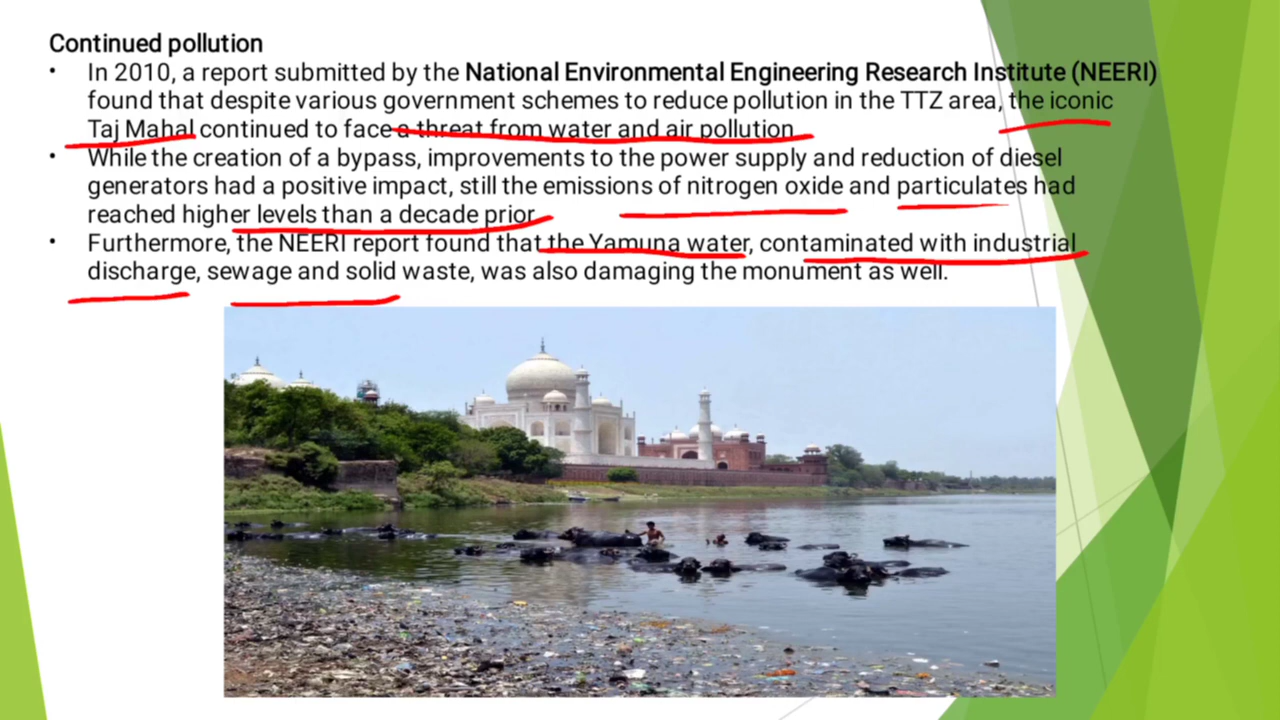 Continued pollution
• In 2010, a report submitted by the National Environmental Engineering Research Institute (NEERI)
found that despite various government schemes to reduce pollution in the TTZ area, the iconic
Taj Mahal continued to face a threat from water and air pollution.
• While the creation of a bypass, improvements to the power supply and reduction of diesel
generators had a positive impact, still the emissions of nitrogen oxide and particulates had
reached higher levels than a decade prior.
• Furthermore, the NEERI report found that the Yamuna water, contaminated with industrial
discharge, sewage and solid waste, was also damaging the monument as well.